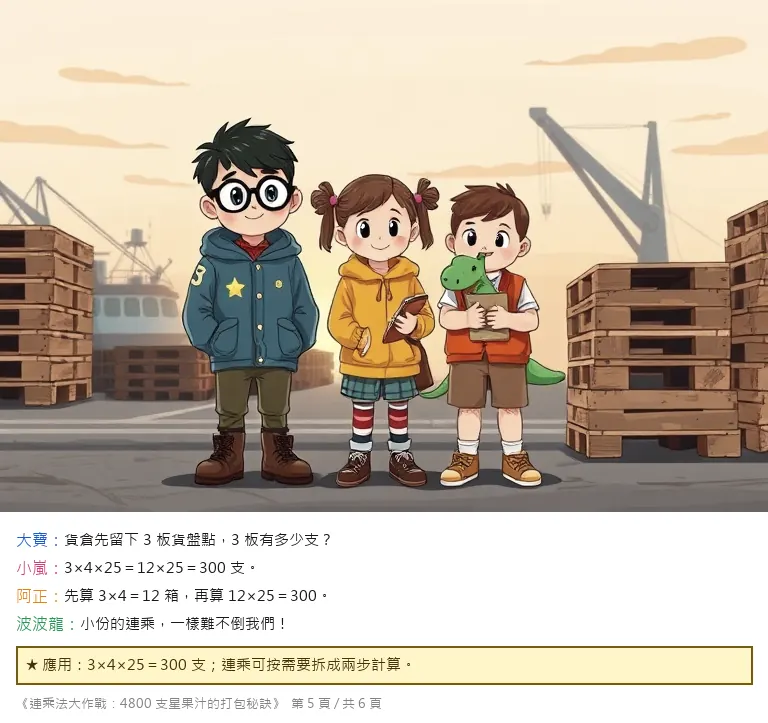 3
大寶：貨倉先留下 3 板貨盤點，3 板有多少支？
小嵐：3×4×25＝12×25＝300 支。
阿正：先算 3×4＝12 箱，再算 12×25＝300。
波波龍：小份的連乘，一樣難不倒我們！
★ 應用：3×4×25＝300 支；連乘可按需要拆成兩步計算。
《連乘法大作戰：4800 支星果汁的打包秘訣》 第 5 頁 / 共 6 頁